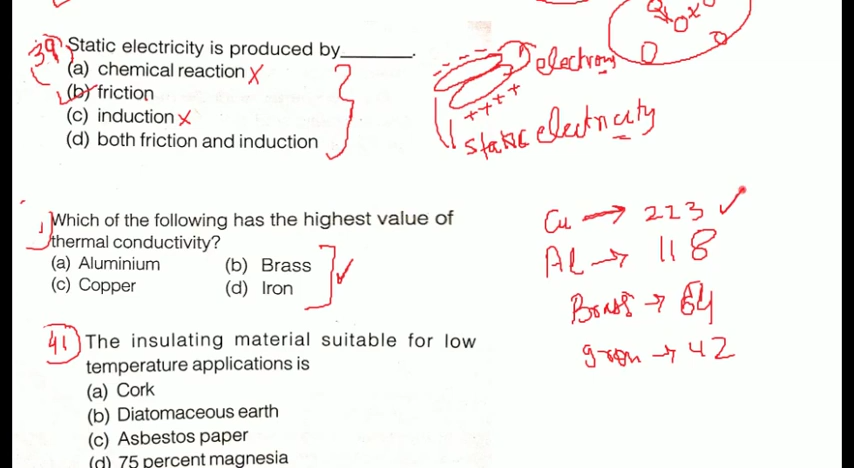 39) Static electricity is produced by______.
(a) chemical reaction X
(b) friction
(c) induction X
(d) both friction and induction
electrons
++++
static electricity
Which of the following has the highest value of
thermal conductivity?
(a) Aluminium (b) Brass
(c) Copper (d) Iron
Cu → 223 ✓
Al → 118
Brass → 64
Iron → 42
41) The insulating material suitable for low
temperature applications is
(a) Cork
(b) Diatomaceous earth
(c) Asbestos paper
(d) 75 percent magnesia